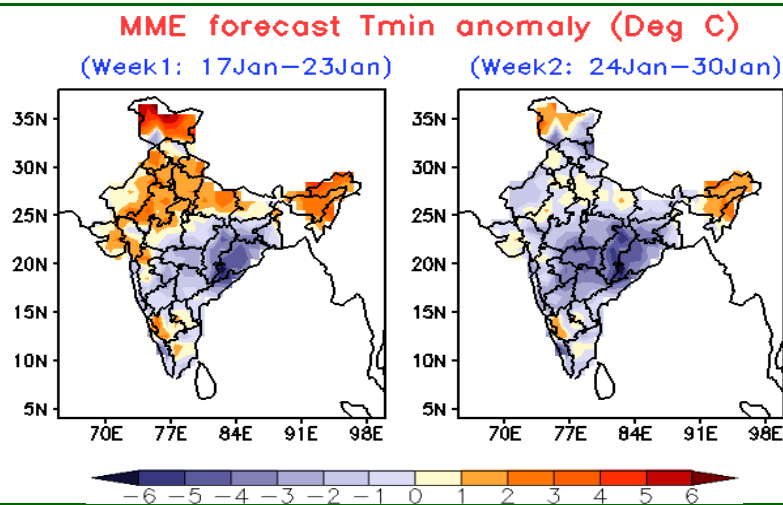 MME forecast Tmin anomaly (Deg C)
(Week1: 17Jan−23Jan)
(Week2: 24Jan−30Jan)
35N
30N
25N
20N
15N
10N
5N
70E 77E 84E 91E 98E
35N
30N
25N
20N
15N
10N
5N
70E 77E 84E 91E 98E
−6 −5 −4 −3 −2 −1 0 1 2 3 4 5 6